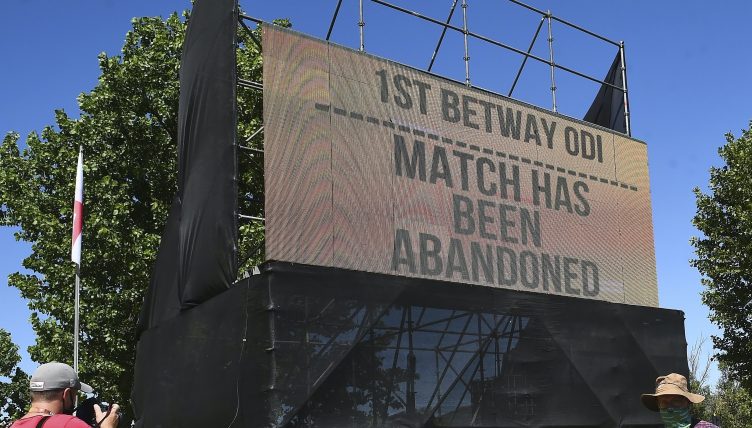 1ST BETWAY ODI
MATCH HAS
BEEN
ABANDONED